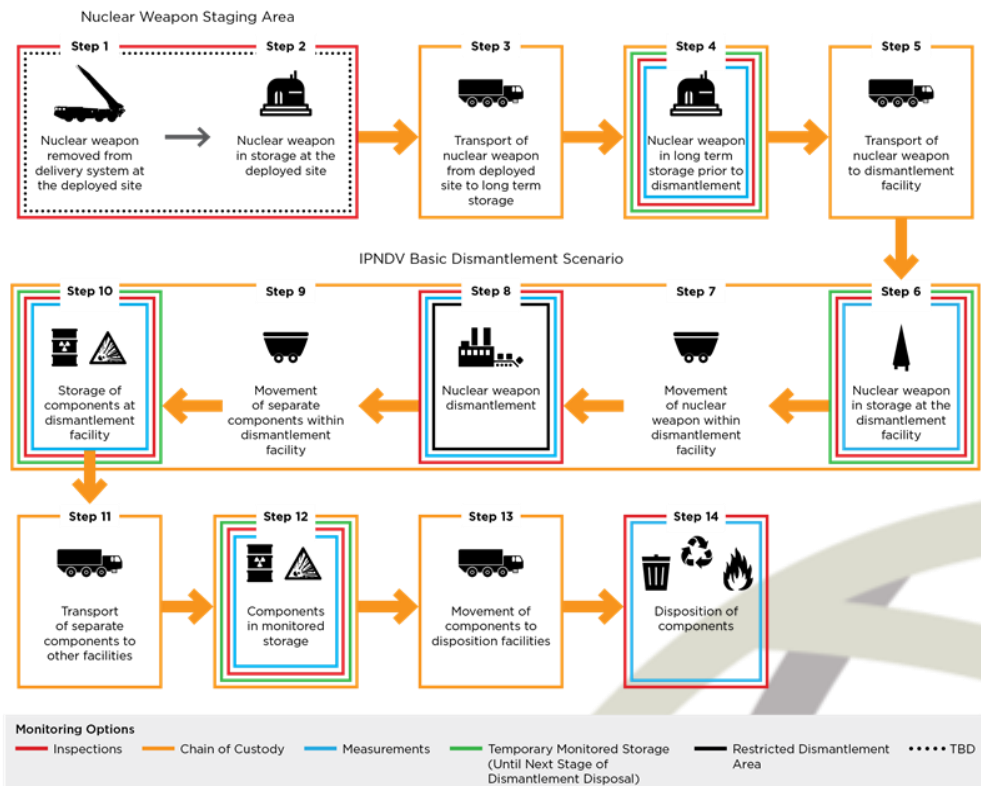 Nuclear Weapon Staging Area
Step 1
Nuclear weapon
removed from
delivery system at
the deployed site
Step 2
Nuclear weapon
in storage at the
deployed site
Step 3
Transport of
nuclear weapon
from deployed
site to long term
storage
Step 4
Nuclear weapon
in long term
storage prior to
dismantlement
Step 5
Transport of
nuclear weapon
to dismantlement
facility
IPNDV Basic Dismantlement Scenario
Step 10
Storage of
components at
dismantlement
facility
Step 9
Movement
of separate
components within
dismantlement
facility
Step 8
Nuclear weapon
dismantlement
Step 7
Movement
of nuclear
weapon within
dismantlement
facility
Step 6
Nuclear weapon
in storage at the
dismantlement
facility
Step 11
Transport
of separate
components to
other facilities
Step 12
Components
in monitored
storage
Step 13
Movement of
components to
disposition facilities
Step 14
Disposition of
components
Monitoring Options
Inspections
Chain of Custody
Measurements
Temporary Monitored Storage
(Until Next Stage of
Dismantlement Disposal)
Restricted Dismantlement
Area
TBD